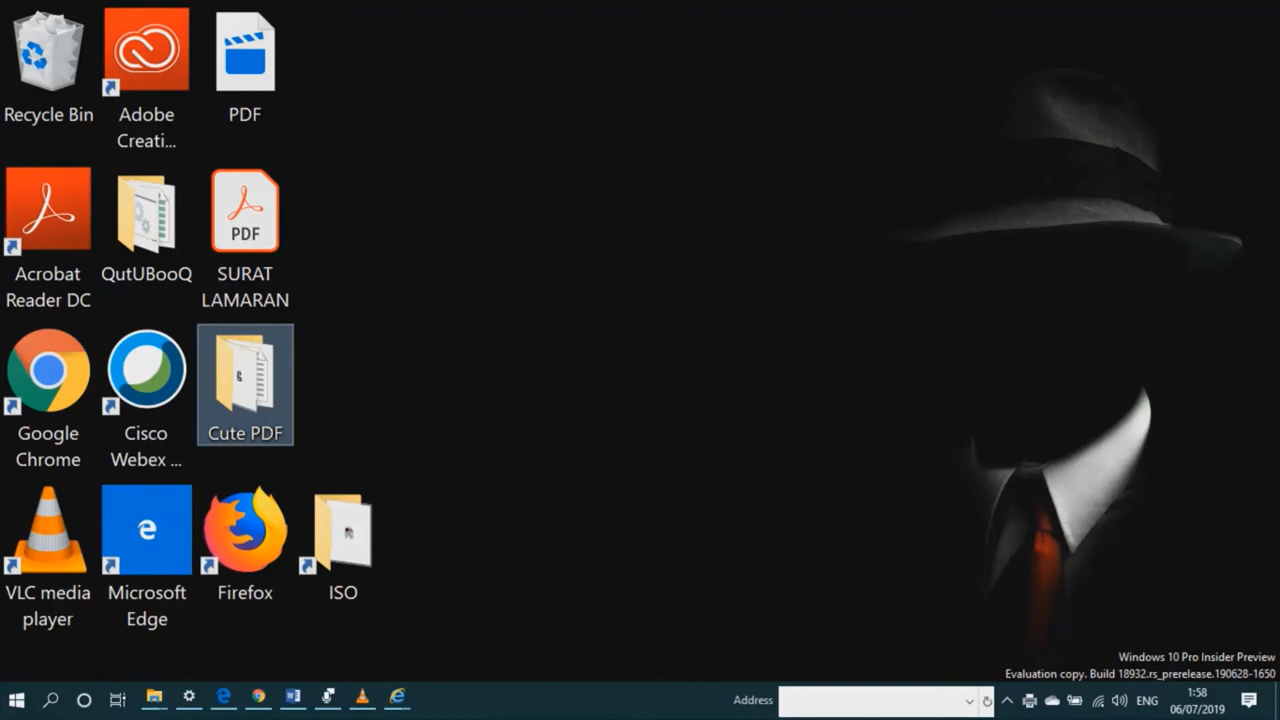 Recycle Bin
Adobe
Creati...
PDF
PDF
Acrobat
Reader DC
QutUBooQ
SURAT
LAMARAN
Google
Chrome
Cisco
Webex ...
Cute PDF
VLC media
player
Microsoft
Edge
Firefox
ISO
Windows 10 Pro Insider Preview
Evaluation copy. Build 18932.rs_prerelease.190628-1650
Address
ENG
1:58
06/07/2019